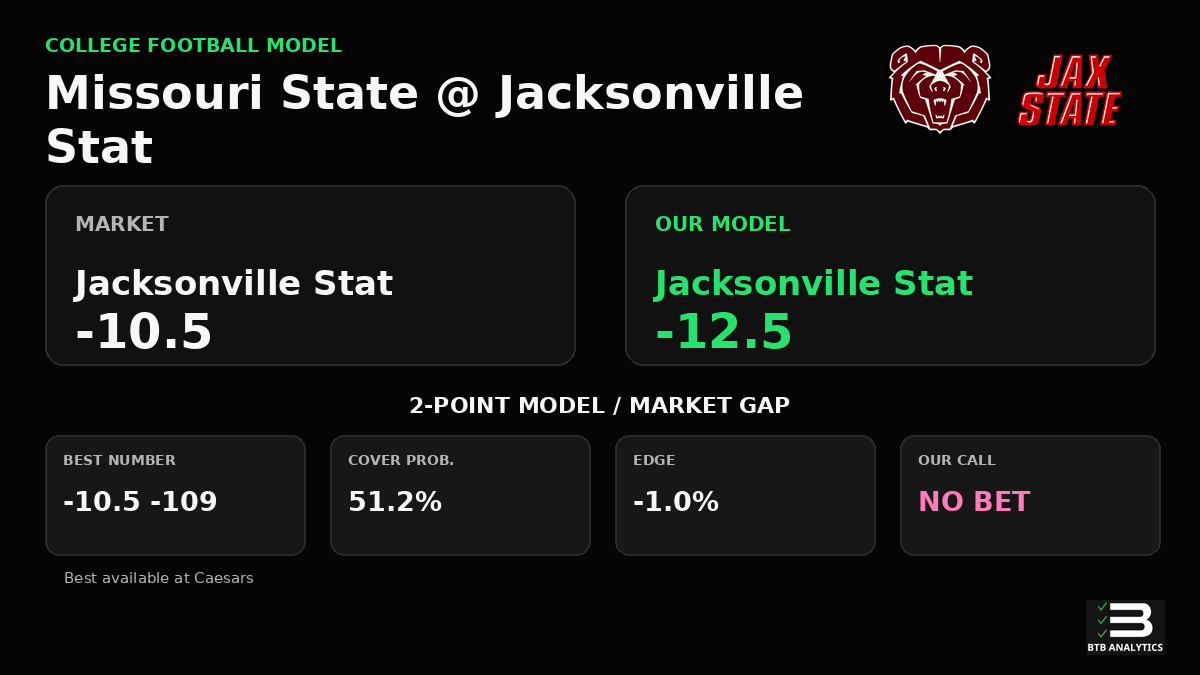 COLLEGE FOOTBALL MODEL
Missouri State @ Jacksonville
Stat
JAX
STATE
MARKET
Jacksonville Stat
-10.5
OUR MODEL
Jacksonville Stat
-12.5
2-POINT MODEL / MARKET GAP
BEST NUMBER
-10.5 -109
COVER PROB.
51.2%
EDGE
-1.0%
OUR CALL
NO BET
Best available at Caesars
B
BTB ANALYTICS